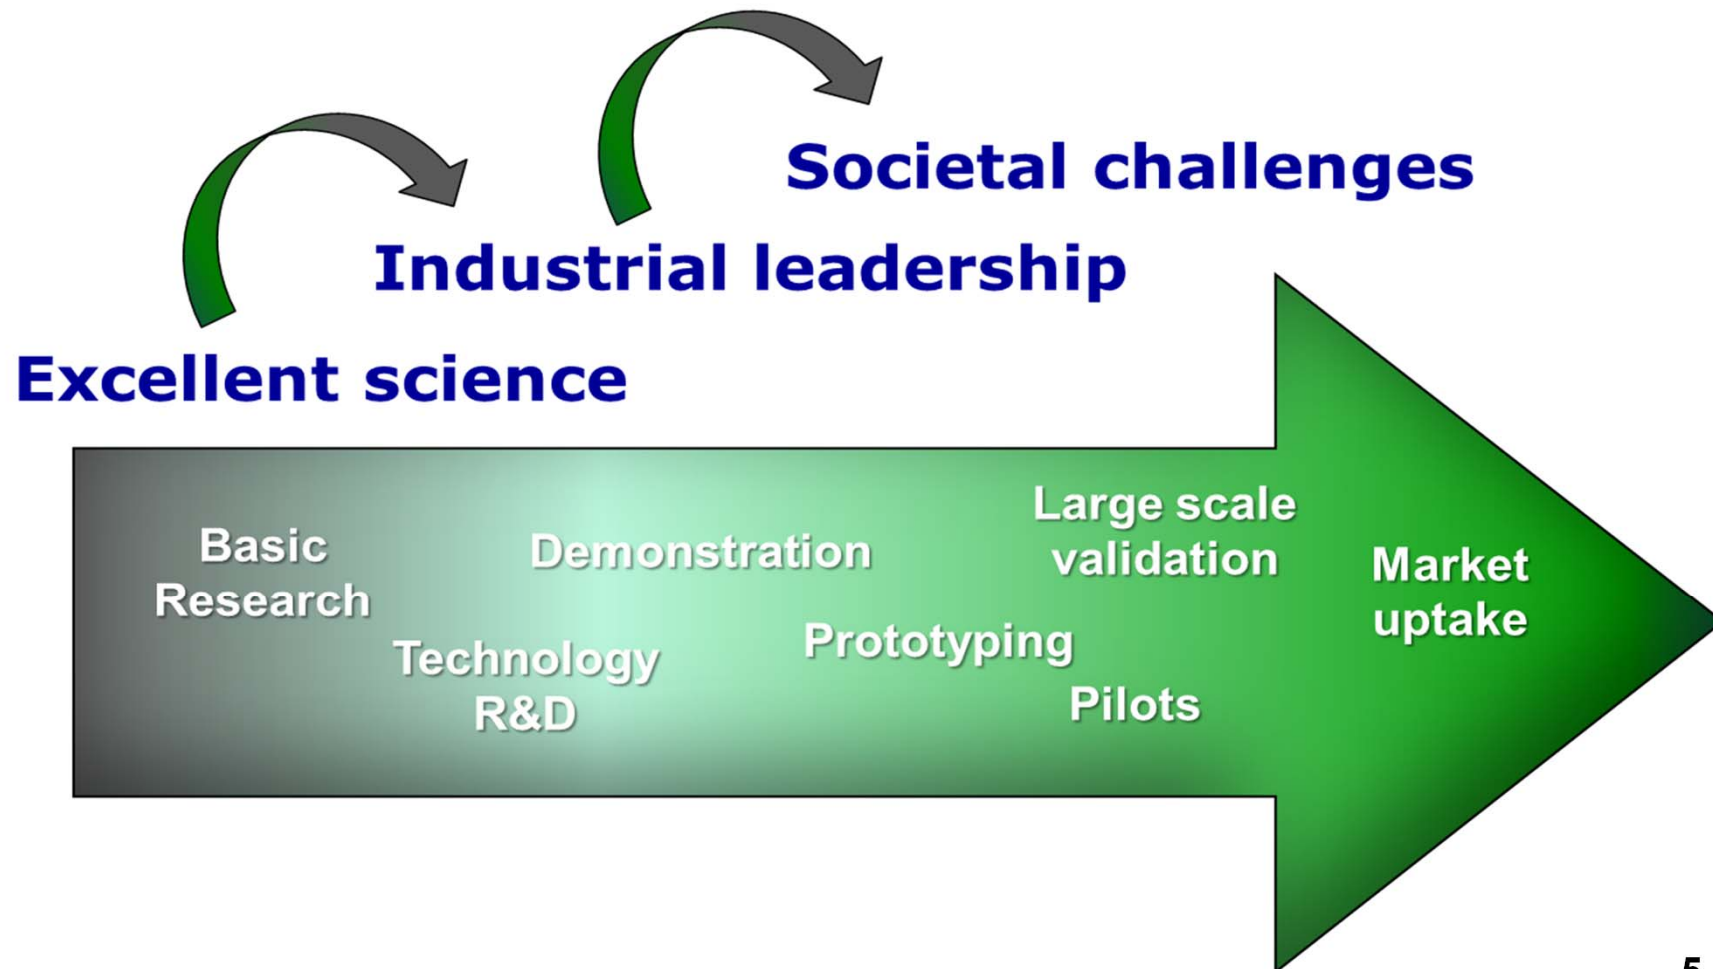 Societal challenges
Industrial leadership
Excellent science
Basic
Research
Technology
R&D
Demonstration
Prototyping
Large scale
validation
Pilots
Market
uptake
5